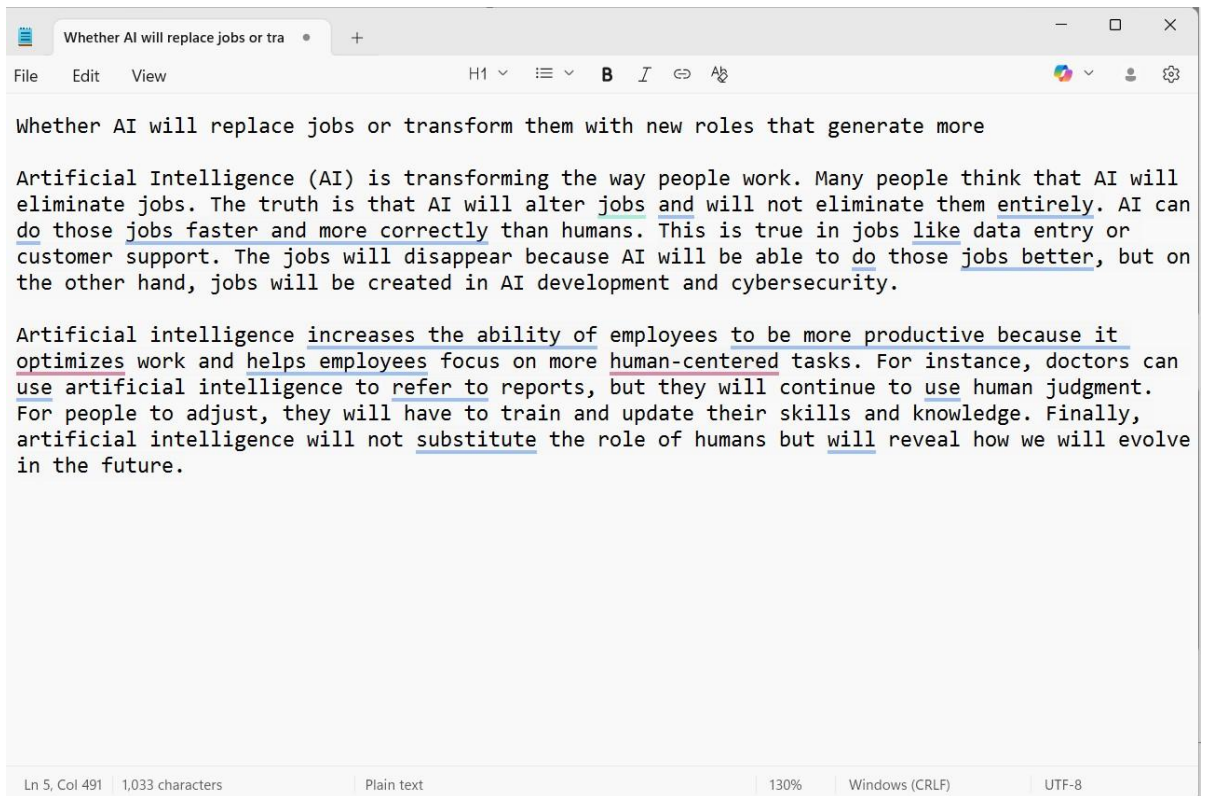 Whether AI will replace jobs or tra
File Edit View H1 B I
Whether AI will replace jobs or transform them with new roles that generate more
Artificial Intelligence (AI) is transforming the way people work. Many people think that AI will
eliminate jobs. The truth is that AI will alter jobs and will not eliminate them entirely. AI can
do those jobs faster and more correctly than humans. This is true in jobs like data entry or
customer support. The jobs will disappear because AI will be able to do those jobs better, but on
the other hand, jobs will be created in AI development and cybersecurity.
Artificial intelligence increases the ability of employees to be more productive because it
optimizes work and helps employees focus on more human-centered tasks. For instance, doctors can
use artificial intelligence to refer to reports, but they will continue to use human judgment.
For people to adjust, they will have to train and update their skills and knowledge. Finally,
artificial intelligence will not substitute the role of humans but will reveal how we will evolve
in the future.
Ln 5, Col 491 1,033 characters Plain text 130% Windows (CRLF) UTF-8